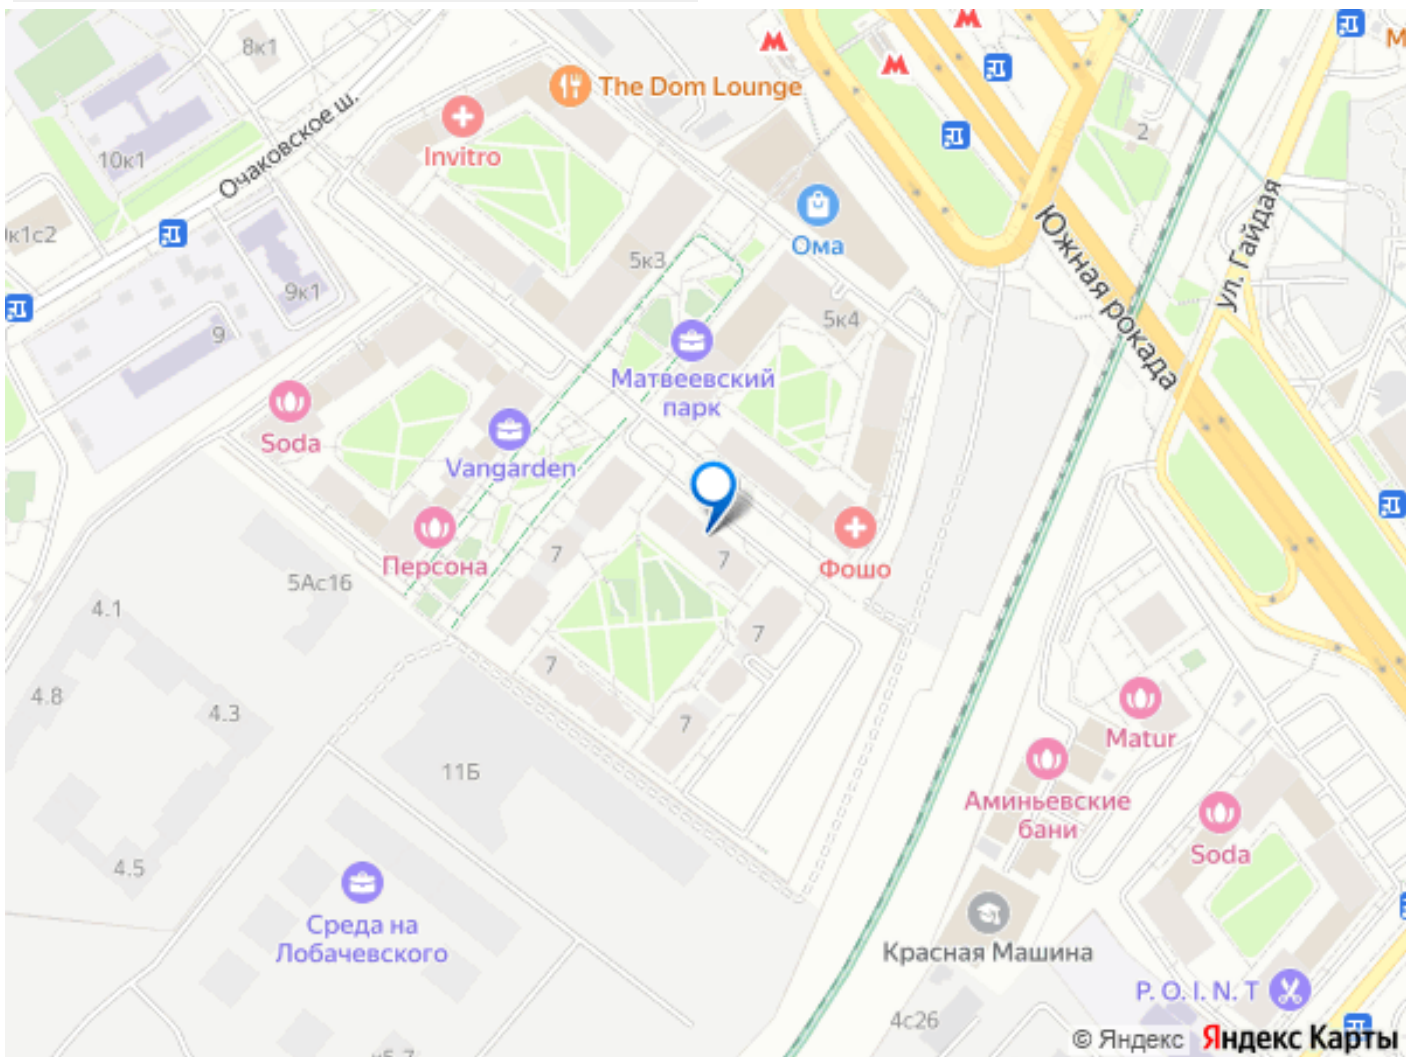 8к1
The Dom Lounge
2
Очаковское ш.
10к1
Invitro
Ома
Южная рокада
ул. Гайдая
5к3
9к1
5к4
9
Матвеевский
парк
Soda
Vangarden
7
7
Персона
Фошо
5Ас16
4.1
7
7
4.8
4.3
7
Matur
11Б
Аминьевские
бани
Soda
4.5
Среда на
Лобачевского
Красная Машина
P. O. I. N. T
4с26
© Яндекс Яндекс Карты